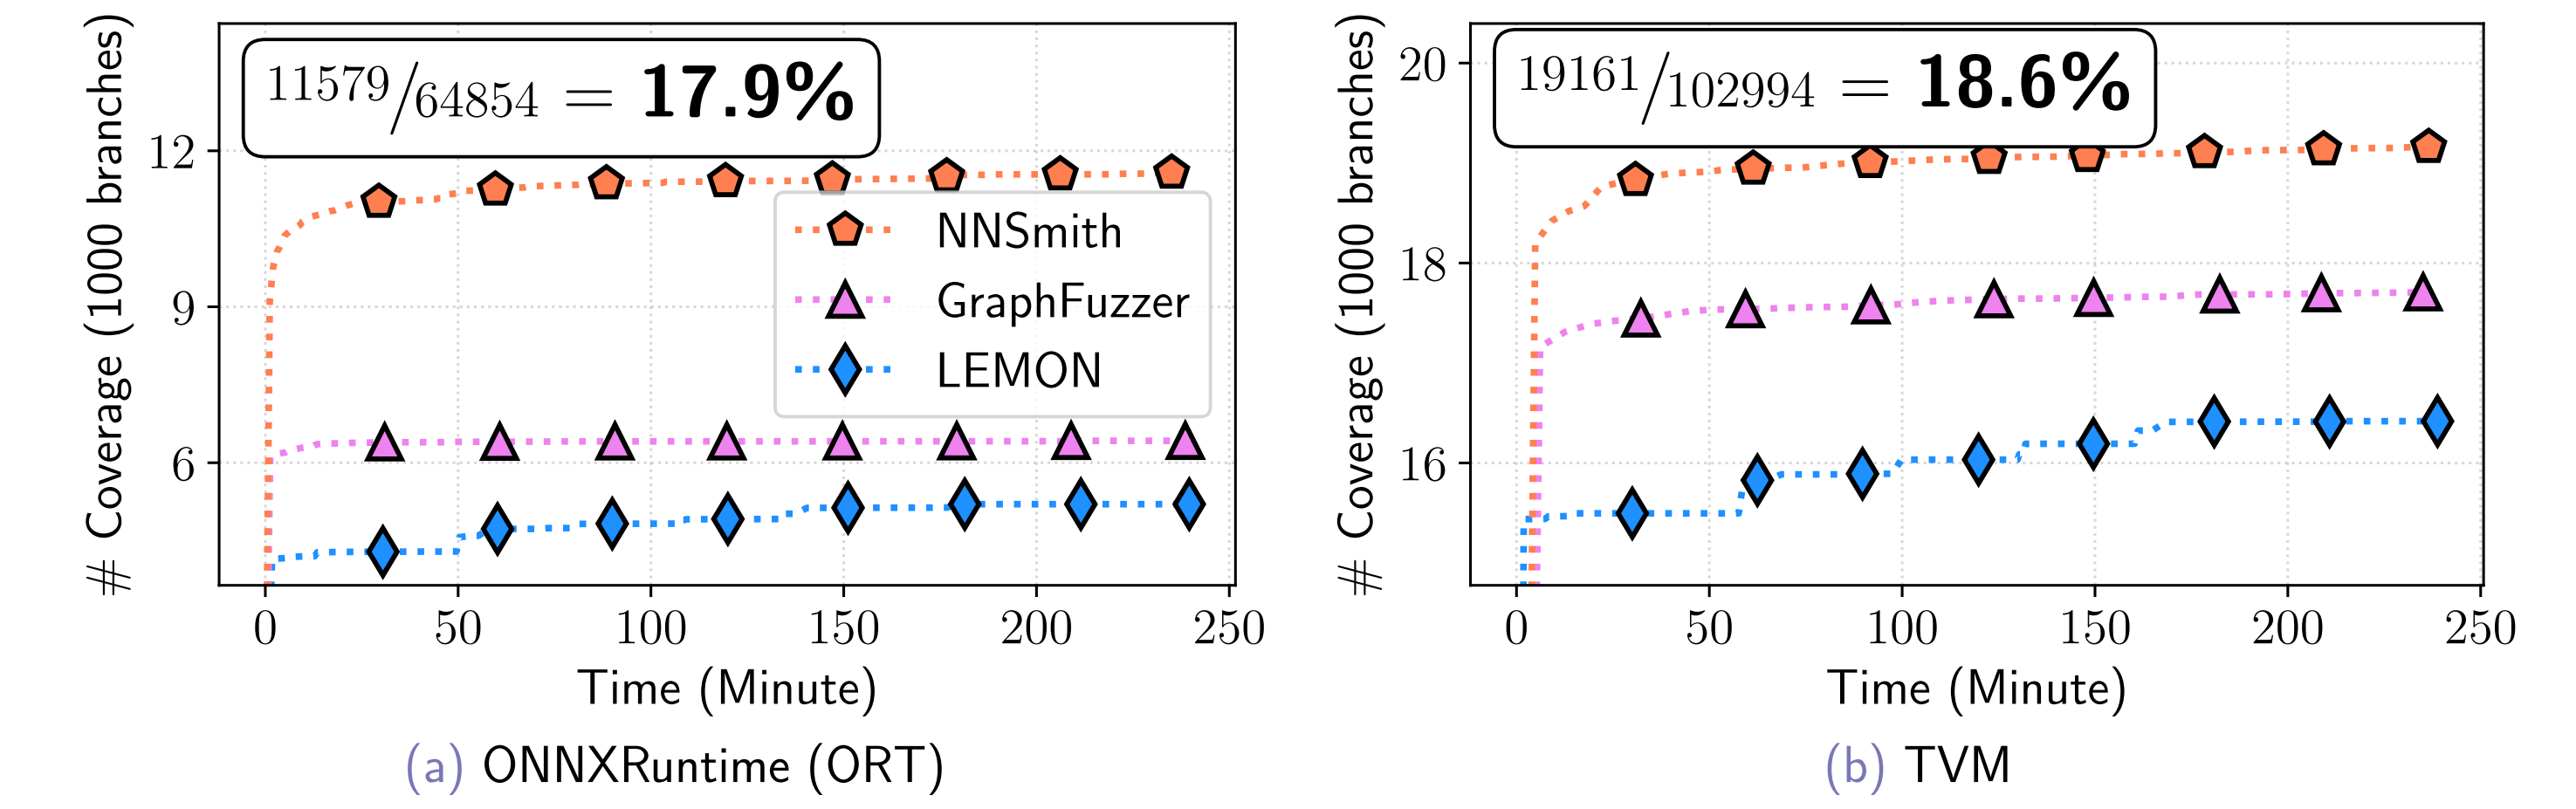 # Coverage (1000 branches)
12
9
6
11579/64854 = 17.9%
NNSmith
GraphFuzzer
LEMON
0 50 100 150 200 250
Time (Minute)
(a) ONNXRuntime (ORT)
# Coverage (1000 branches)
20
18
16
19161/102994 = 18.6%
0 50 100 150 200 250
Time (Minute)
(b) TVM